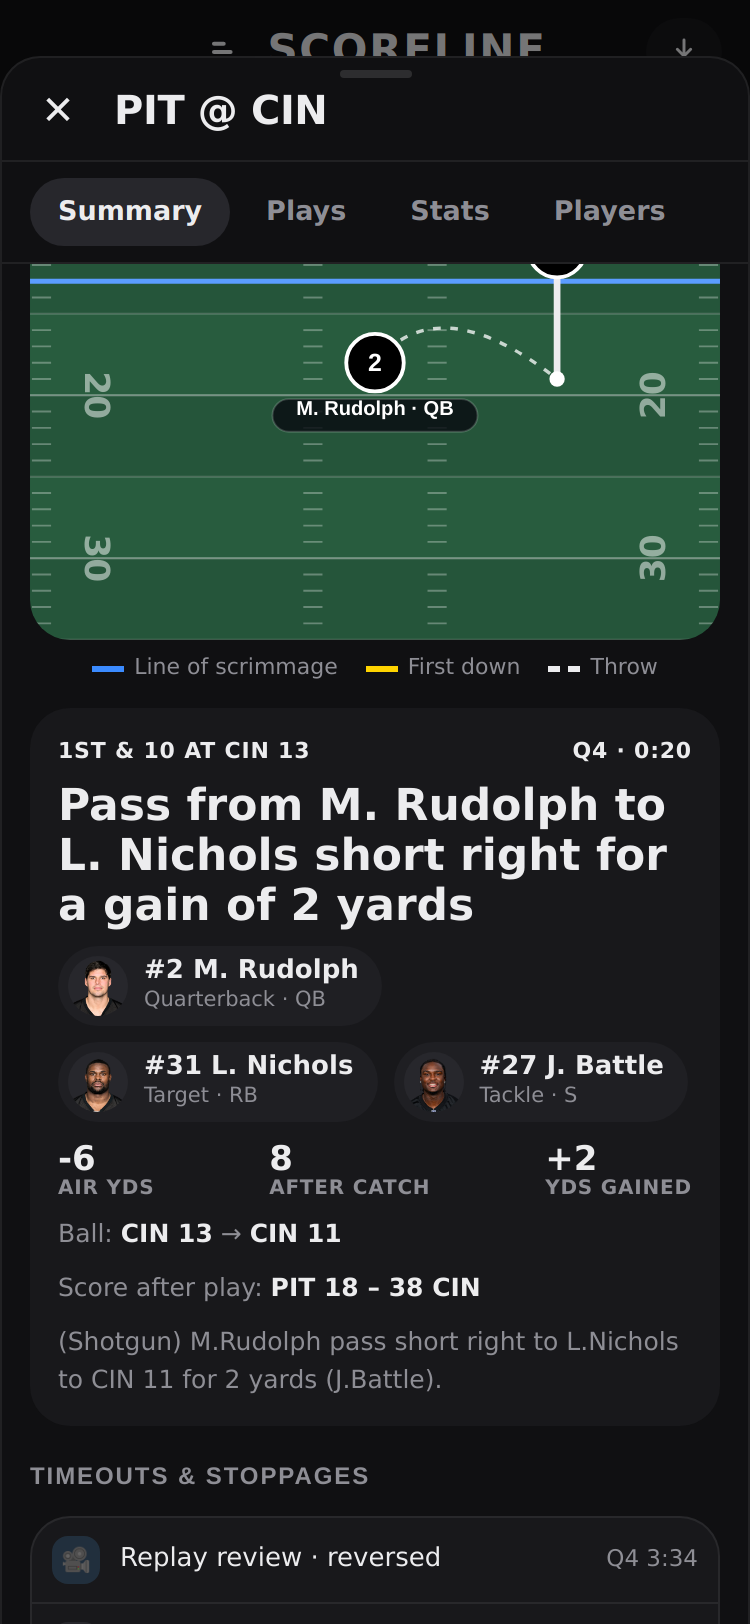 SCORELINE
PIT @ CIN
Summary Plays Stats Players
2
20 20
M. Rudolph · QB
30 30
Line of scrimmage First down Throw
1ST & 10 AT CIN 13 Q4 · 0:20
Pass from M. Rudolph to
L. Nichols short right for
a gain of 2 yards
#2 M. Rudolph
Quarterback · QB
#31 L. Nichols #27 J. Battle
Target · RB Tackle · S
-6 8 +2
AIR YDS AFTER CATCH YDS GAINED
Ball: CIN 13 → CIN 11
Score after play: PIT 18 – 38 CIN
(Shotgun) M.Rudolph pass short right to L.Nichols
to CIN 11 for 2 yards (J.Battle).
TIMEOUTS & STOPPAGES
Replay review · reversed Q4 3:34